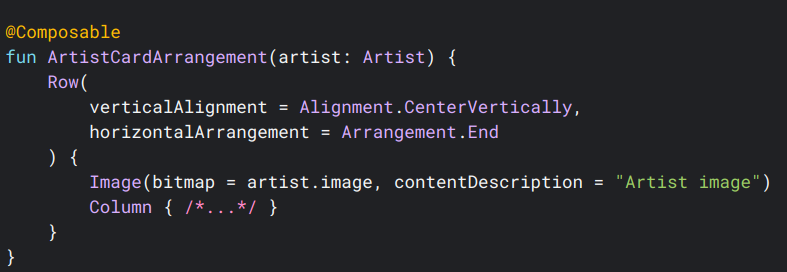 @Composable
fun ArtistCardArrangement(artist: Artist) {
    Row(
        verticalAlignment = Alignment.CenterVertically,
        horizontalArrangement = Arrangement.End
    ) {
        Image(bitmap = artist.image, contentDescription = "Artist image")
        Column { /*...*/ }
    }
}